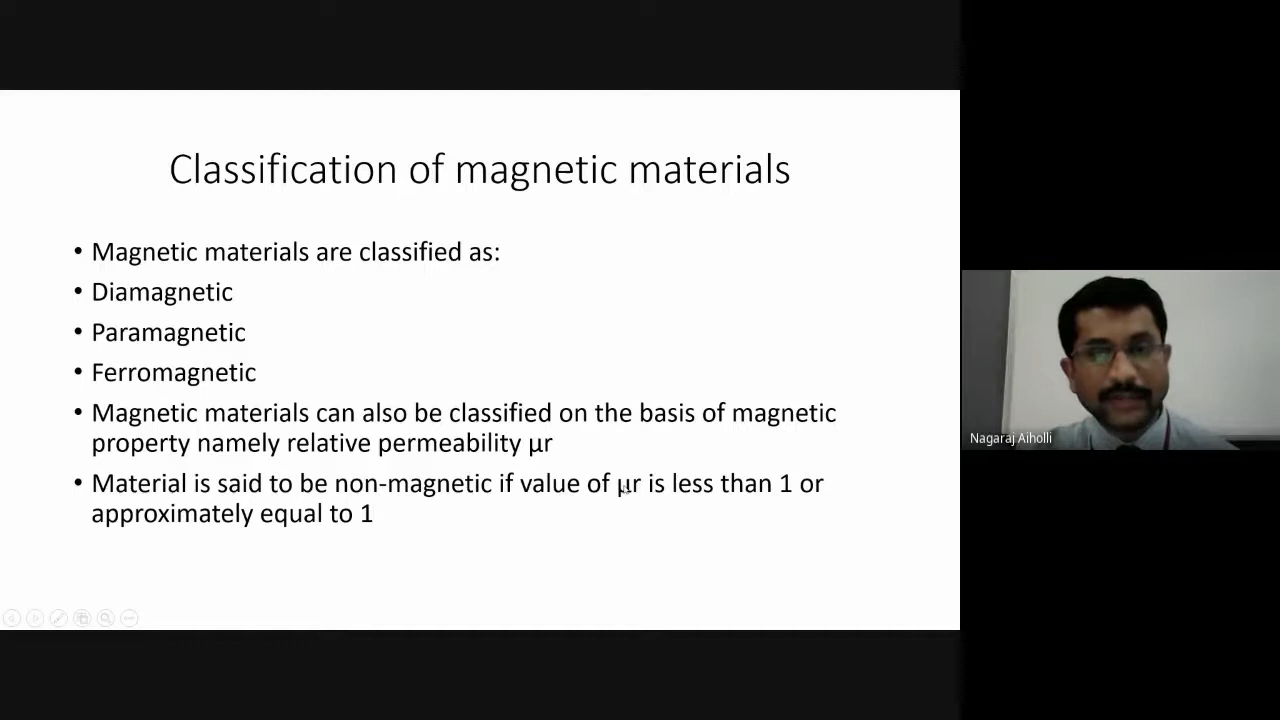 Classification of magnetic materials
• Magnetic materials are classified as:
• Diamagnetic
• Paramagnetic
• Ferromagnetic
• Magnetic materials can also be classified on the basis of magnetic
property namely relative permeability μr
• Material is said to be non-magnetic if value of μr is less than 1 or
approximately equal to 1
Nagaraj Aiholli